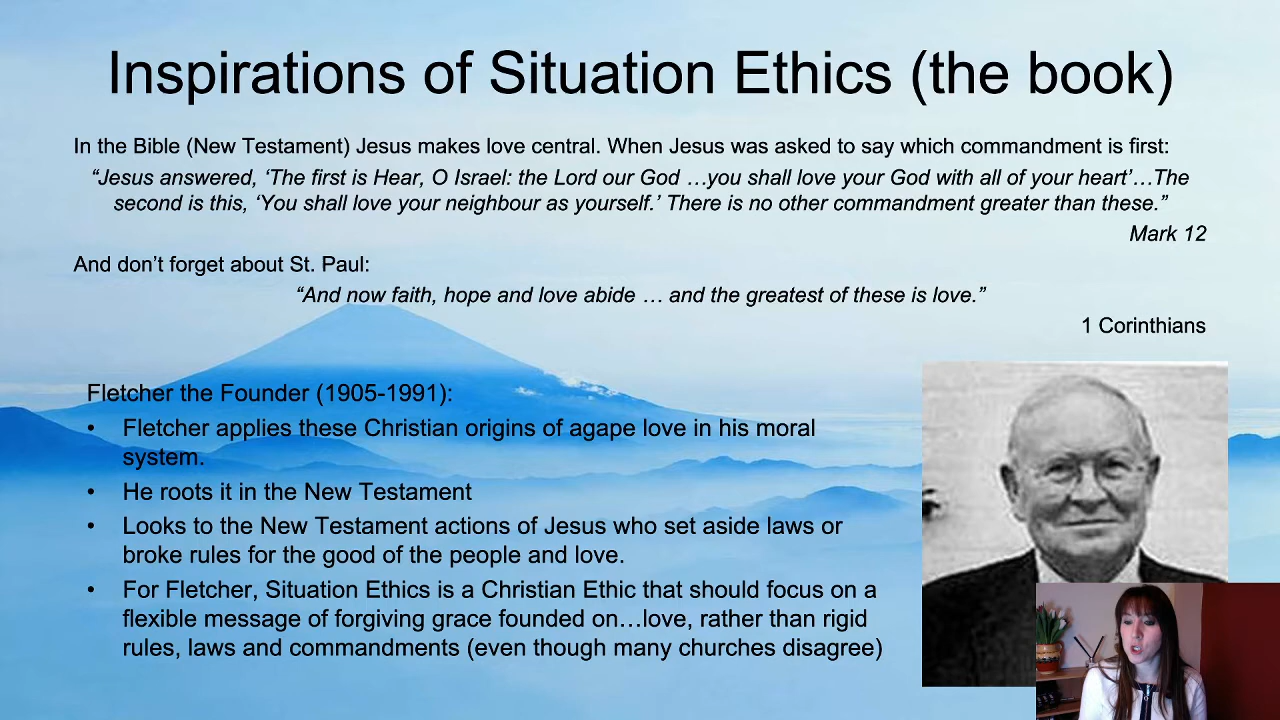 Inspirations of Situation Ethics (the book)
In the Bible (New Testament) Jesus makes love central. When Jesus was asked to say which commandment is first:
“Jesus answered, ‘The first is Hear, O Israel: the Lord our God …you shall love your God with all of your heart’…The
second is this, ‘You shall love your neighbour as yourself.’ There is no other commandment greater than these.”
Mark 12
And don’t forget about St. Paul:
“And now faith, hope and love abide … and the greatest of these is love.”
1 Corinthians
Fletcher the Founder (1905-1991):
• Fletcher applies these Christian origins of agape love in his moral
system.
• He roots it in the New Testament
• Looks to the New Testament actions of Jesus who set aside laws or
broke rules for the good of the people and love.
• For Fletcher, Situation Ethics is a Christian Ethic that should focus on a
flexible message of forgiving grace founded on…love, rather than rigid
rules, laws and commandments (even though many churches disagree)